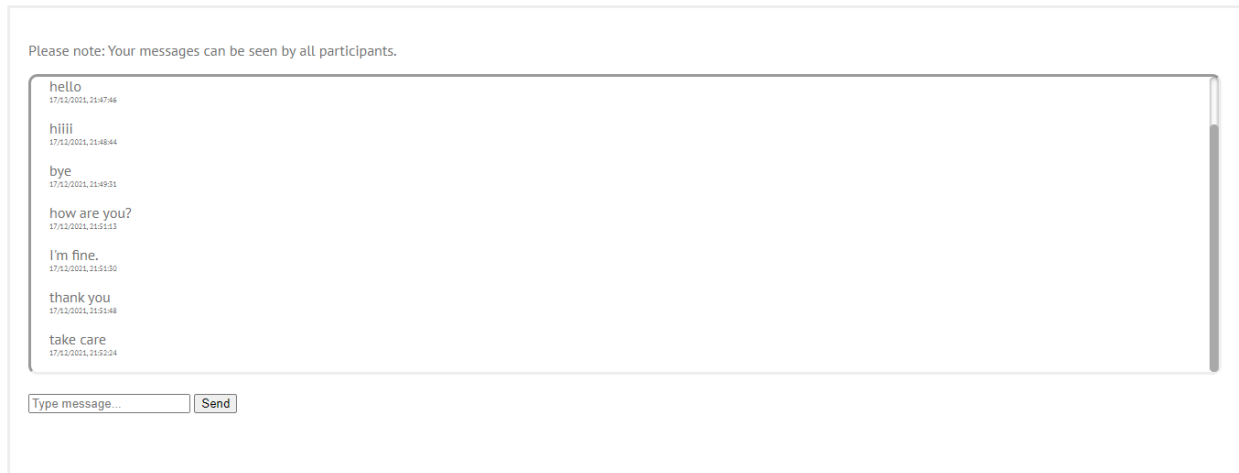 Please note: Your messages can be seen by all participants.
hello
17/12/2021, 21:47:46
hiiii
17/12/2021, 21:48:44
bye
17/12/2021, 21:49:31
how are you?
17/12/2021, 21:51:13
I'm fine.
17/12/2021, 21:51:30
thank you
17/12/2021, 21:51:48
take care
17/12/2021, 21:52:24
Type message... Send